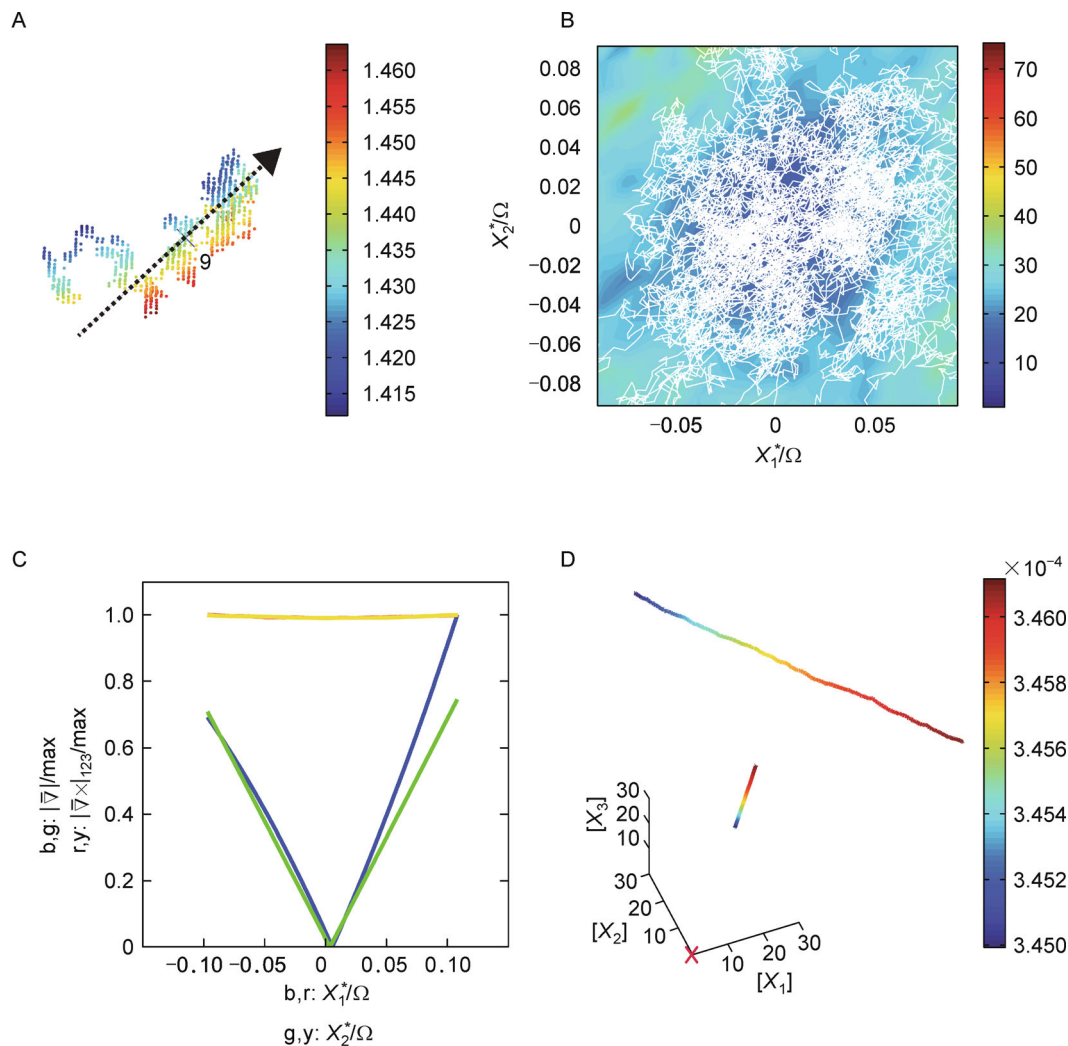 A
1.460
1.455
1.450
1.445
1.440
1.435
1.430
1.425
1.420
1.415
9
B
0.08
0.06
0.04
0.02
0
−0.02
−0.04
−0.06
−0.08
X₂*/Ω
−0.05 0 0.05
X₁*/Ω
70
60
50
40
30
20
10
C
1.0
0.8
0.6
0.4
0.2
0
b,g: |∇̅|/max
r,y: |∇̅×|₁₂₃/max
−0.10 −0.05 0 0.05 0.10
b,r: X₁*/Ω
g,y: X₂*/Ω
D
×10⁻⁴
3.460
3.458
3.456
3.454
3.452
3.450
[X₃]
30
20
10
[X₂]
30
20
10
10 20 30
[X₁]